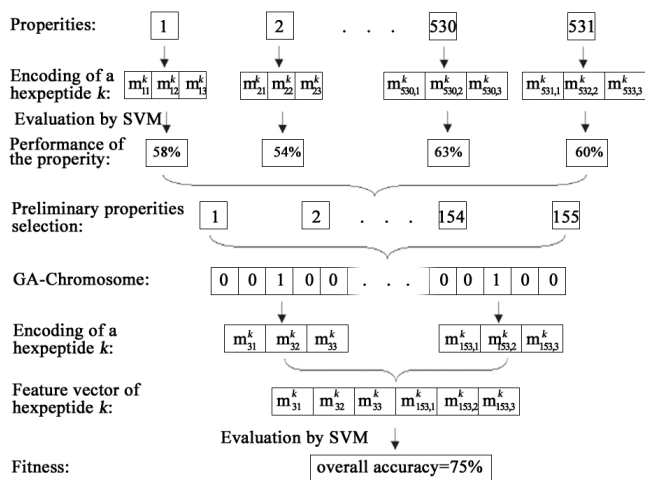 Properities: 1 2 . . . 530 531
Encoding of a hexpeptide k: m^k_11 m^k_12 m^k_13 m^k_21 m^k_22 m^k_23 m^k_530,1 m^k_530,2 m^k_530,3 m^k_531,1 m^k_532,2 m^k_533,3
Evaluation by SVM
Performance of the properity: 58% 54% 63% 60%
Preliminary properities selection: 1 2 . . . 154 155
GA-Chromosome: 0 0 1 0 0 . . . 0 0 1 0 0
Encoding of a hexpeptide k: m^k_31 m^k_32 m^k_33 m^k_153,1 m^k_153,2 m^k_153,3
Feature vector of hexpeptide k: m^k_31 m^k_32 m^k_33 m^k_153,1 m^k_153,2 m^k_153,3
Evaluation by SVM
Fitness: overall accuracy=75%